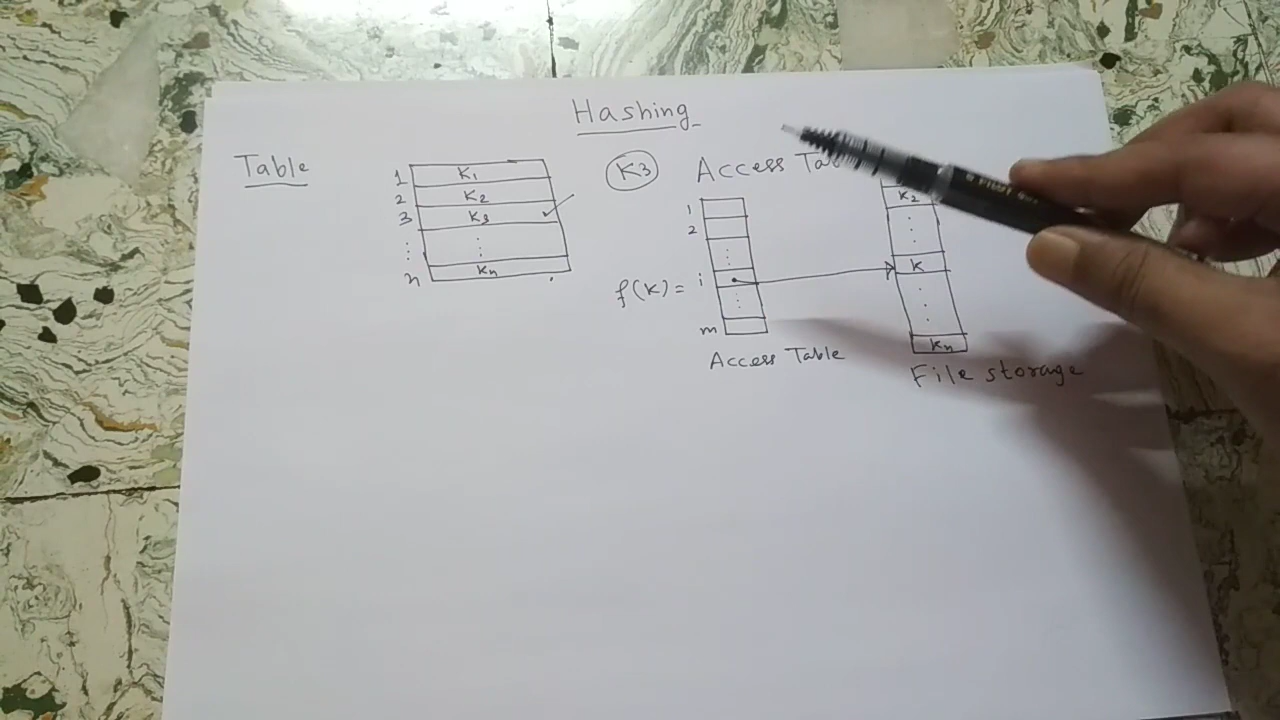 Hashing
Table
1 K1
2 K2
3 K3
⋮ ⋮
n Kn
K3
Access
1
2
⋮
f(K) = i
⋮
m
Access Table
K2
⋮
K
⋮
Kn
File storage